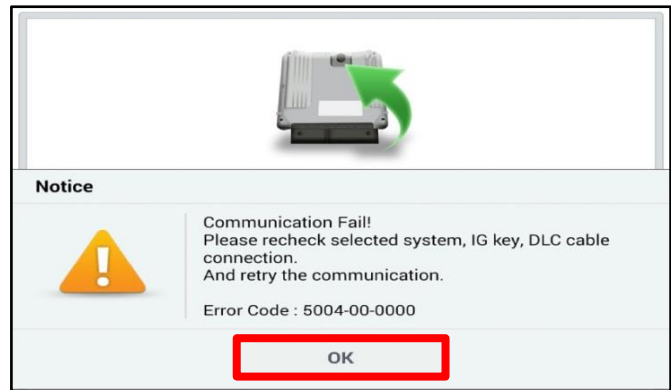 Notice
Communication Fail!
Please recheck selected system, IG key, DLC cable
connection.
And retry the communication.
Error Code : 5004-00-0000
OK